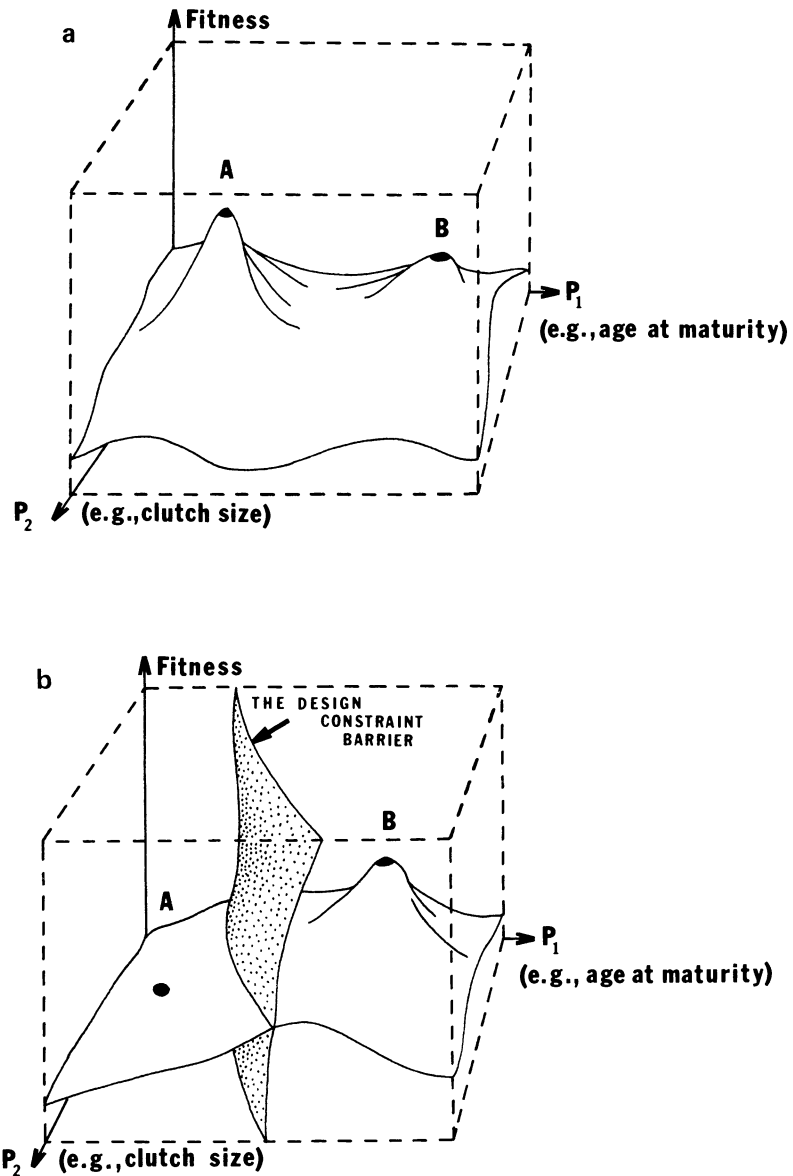 a
Fitness
A
B
P1
(e.g.,age at maturity)
P2
(e.g.,clutch size)
b
Fitness
THE DESIGN
CONSTRAINT
BARRIER
B
A
P1
(e.g., age at maturity)
P2
(e.g.,clutch size)